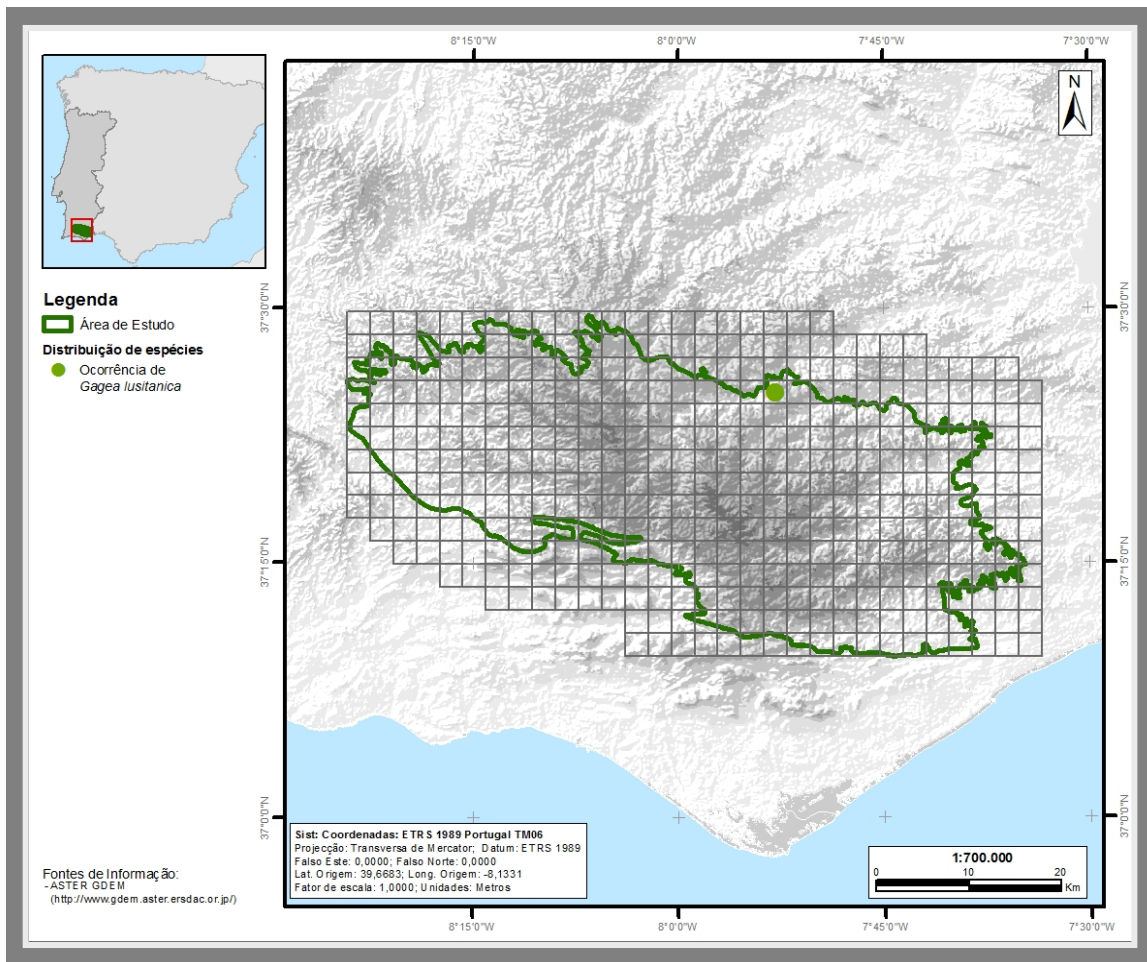 8°15'0"W 8°0'0"W 7°45'0"W 7°30'0"W
N
Legenda
Área de Estudo
Distribuição de espécies
Ocorrência de
Gagea lusitanica
37°30'0"N 37°30'0"N
37°15'0"N 37°15'0"N
37°0'0"N 37°0'0"N
Sist: Coordenadas: ETRS 1989 Portugal TM06
Projecção: Transversa de Mercator; Datum: ETRS 1989
Falso Este: 0,0000; Falso Norte: 0,0000
Lat. Origem: 39,6683; Long. Origem: -8,1331
Fator de escala: 1,0000; Unidades: Metros
1:700.000
0 10 20
Km
Fontes de Informação:
-ASTER GDEM
(http://www.gdem.aster.ersdac.or.jp/)
8°15'0"W 8°0'0"W 7°45'0"W 7°30'0"W